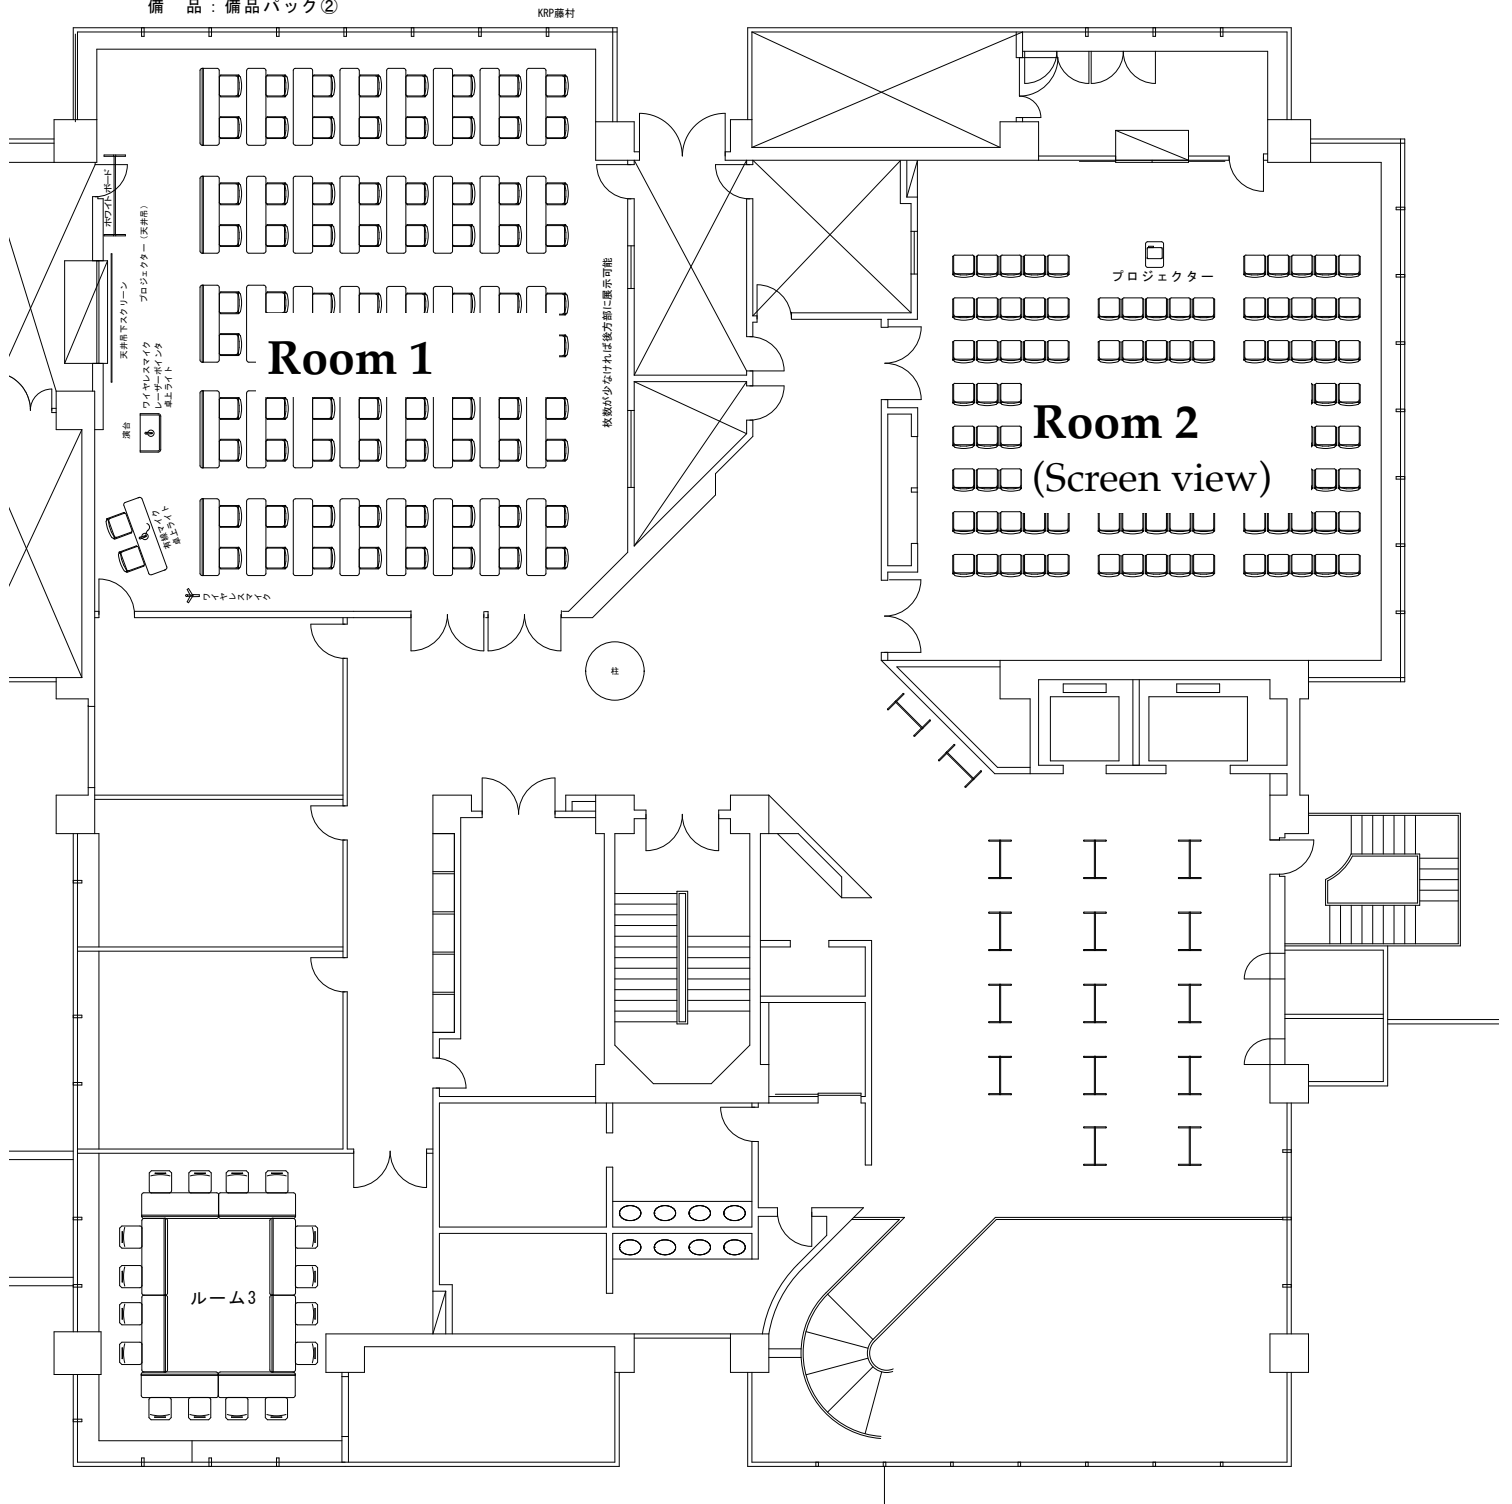 備 品：備品パック②
KRP藤村
ホワイトボード
プロジェクター（天井吊）
天井吊下スクリーン
ワイヤレスマイク
レーザーポインタ
卓上ライト
演台
有線マイク
卓上ライト
ワイヤレスマイク
Room 1
枚数が少なければ後方部に展示可能
プロジェクター
Room 2
(Screen view)
柱
ルーム3